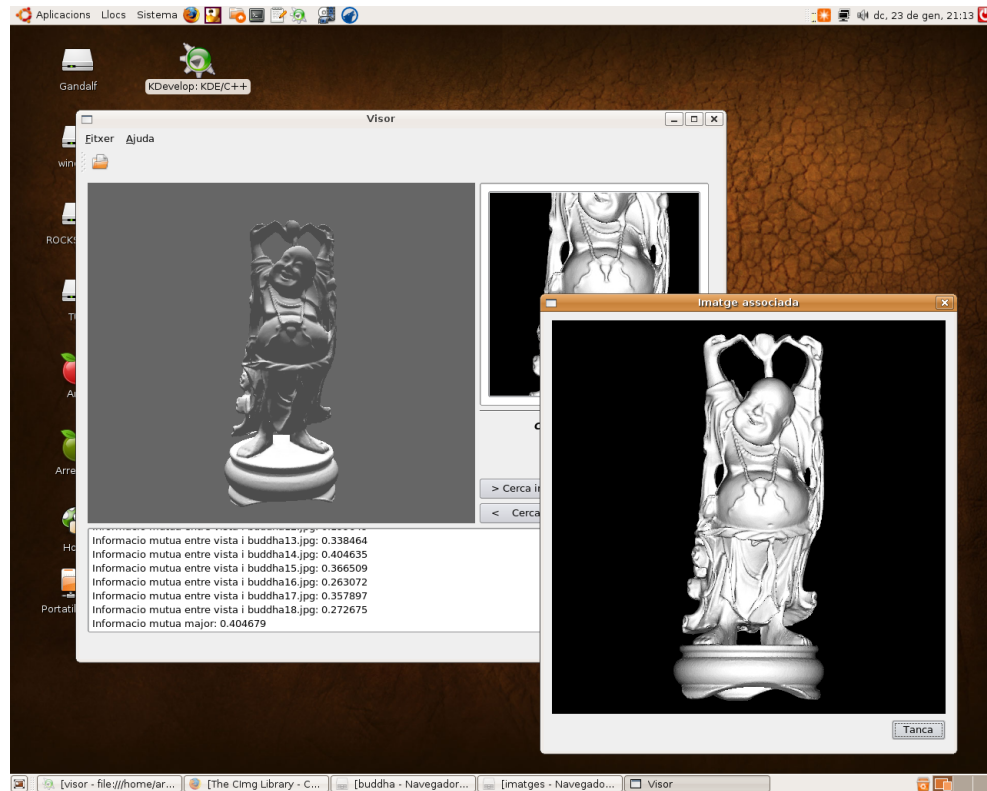 Aplicacions Llocs Sistema
dc, 23 de gen, 21:13
Gandalf
KDevelop: KDE/C++
Visor
Fitxer Ajuda
ROCKS
Imatge associada
> Cerca
< Cerca
Informacio mutua entre vista i buddha13.jpg: 0.338464
Informacio mutua entre vista i buddha14.jpg: 0.404635
Informacio mutua entre vista i buddha15.jpg: 0.366509
Informacio mutua entre vista i buddha16.jpg: 0.263072
Informacio mutua entre vista i buddha17.jpg: 0.357897
Informacio mutua entre vista i buddha18.jpg: 0.272675
Informacio mutua major: 0.404679
Arre
Portatil
Tanca
[visor - file:///home/ar...
[The CImg Library - C...
[buddha - Navegador...
[imatges - Navegado...
Visor